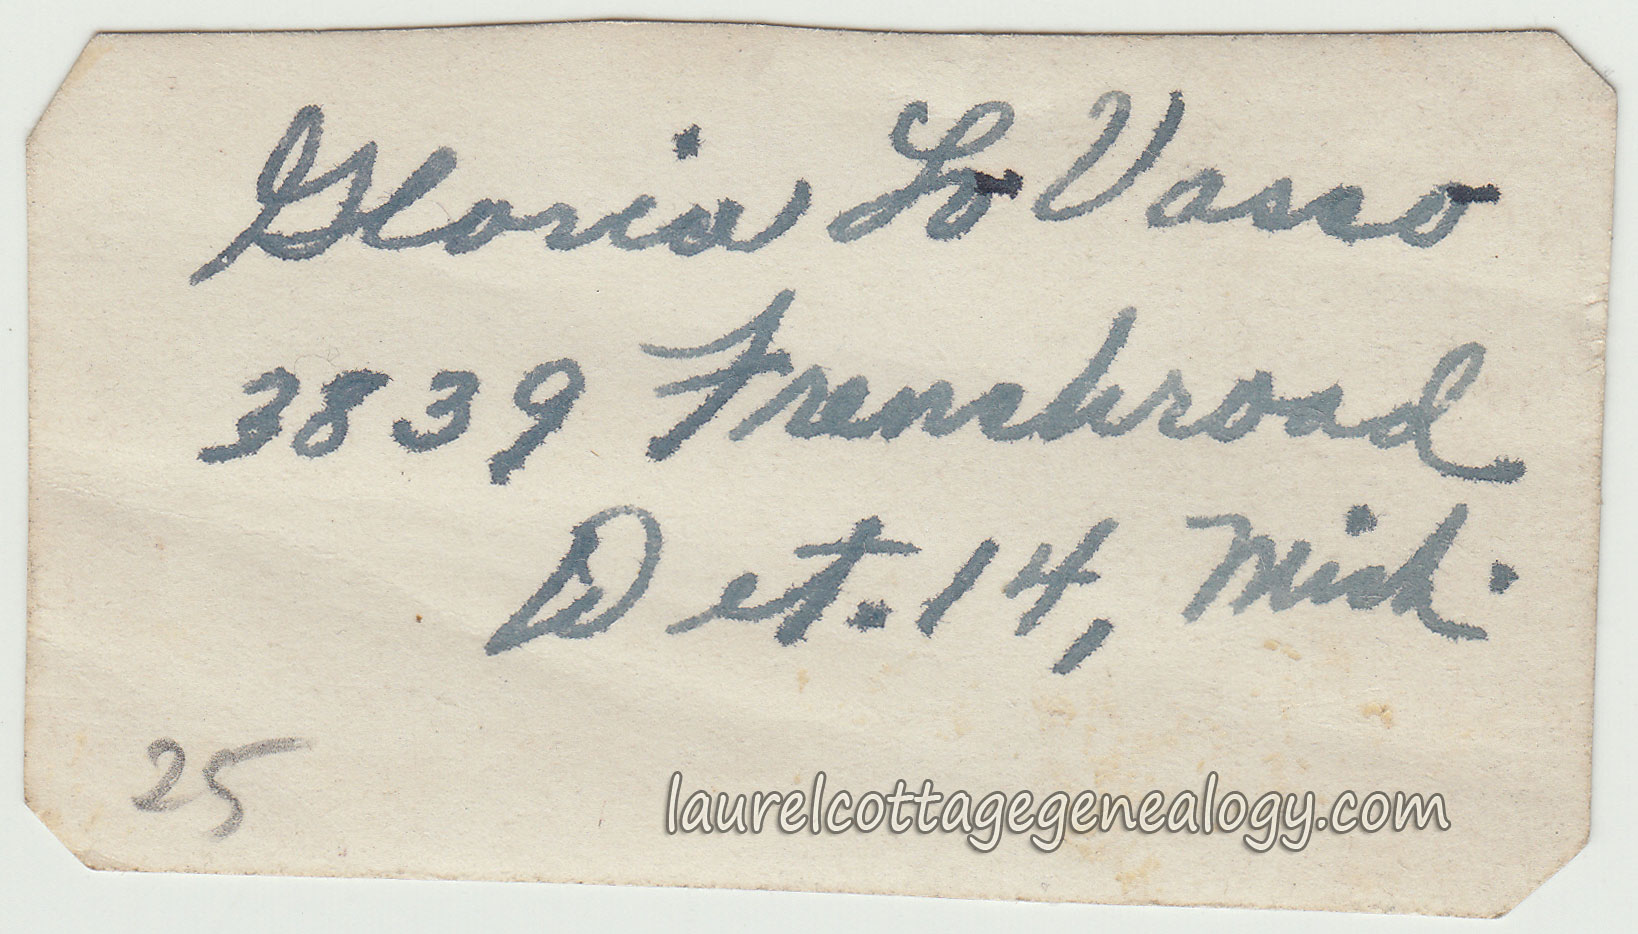 Gloria Lo Vasco
3839 Frenchroad
Det. 14, Mich.
25
laurelcottagegenealogy.com